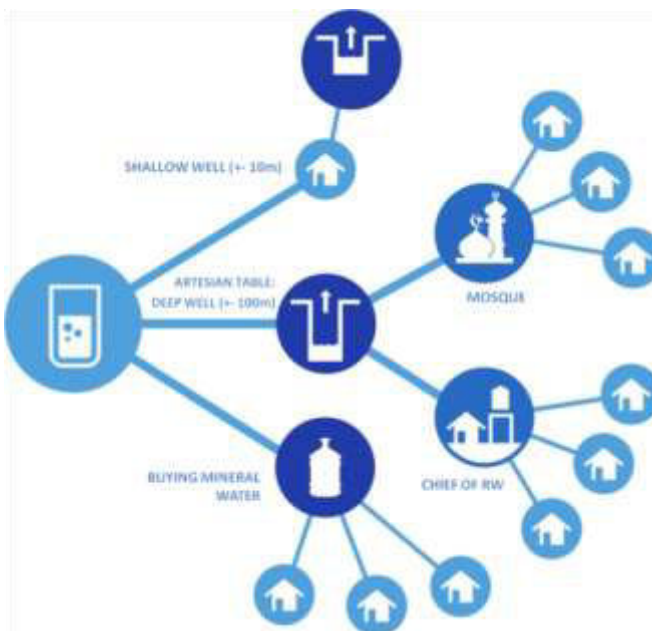 SHALLOW WELL (+- 10m)
ARTESIAN TABLE:
DEEP WELL (+- 100m)
MOSQUE
BUYING MINERAL
WATER
CHIEF OF RW